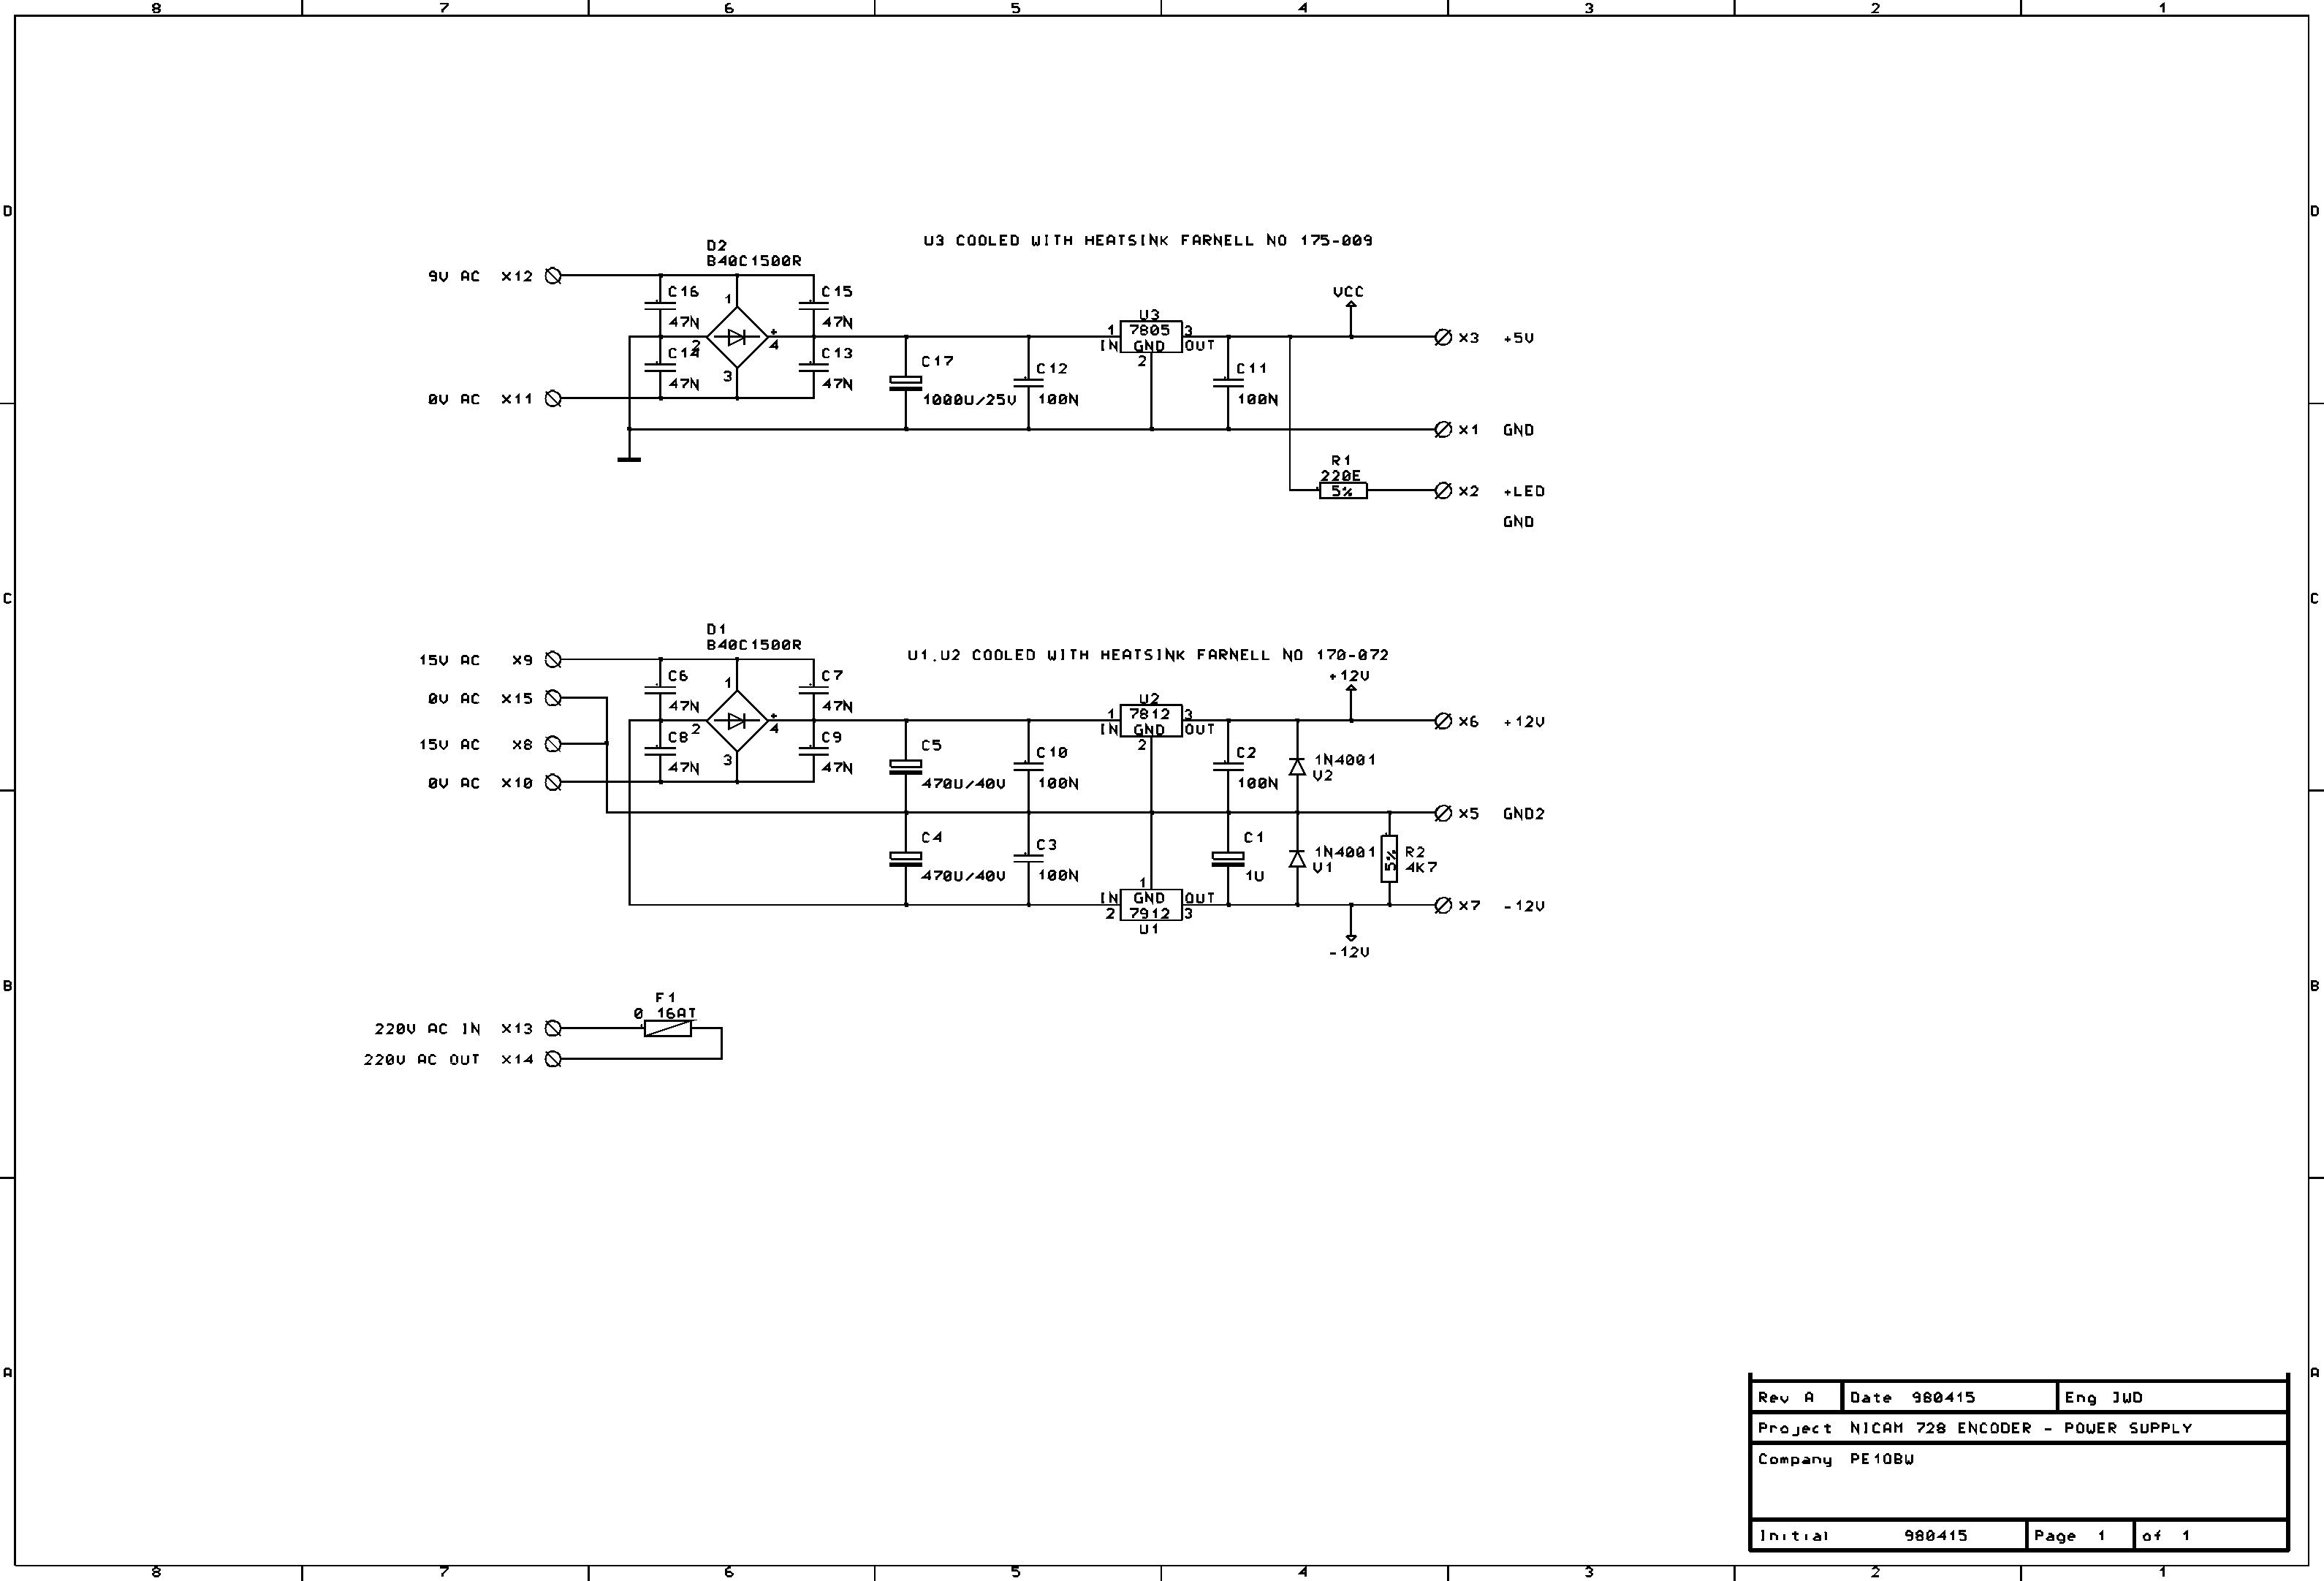 8 7 6 5 4 3 2 1
D D
U3 COOLED WITH HEATSINK FARNELL NO 175-009
D2
B40C1500R
9V AC X12
C16 C15
1
VCC
47N 47N
U3
+
1 7805 3
2 4
IN GND OUT
X3 +5V
C14 C13
2
C17 C12 C11
3
47N 47N
0V AC X11
1000U/25V 100N 100N
X1 GND
R1
220E
5%
X2 +LED
GND
C C
D1
B40C1500R
U1,U2 COOLED WITH HEATSINK FARNELL NO 170-072
15V AC X9
C6 C7
+12V
1
0V AC X15
47N 47N
U2
+
1 7812 3
2 4
IN GND OUT
X6 +12V
C8 C9
15V AC X8
2
C5 C10 C2
3
1N4001
47N 47N
V2
0V AC X10
470U/40V 100N 100N
X5 GND2
C4 C3 C1
1N4001
5%
R2
V1
4K7
470U/40V 100N 1U
1
IN GND OUT
2 7912 3
X7 -12V
U1
-12V
B B
F1
0 16AT
220V AC IN X13
220V AC OUT X14
A A
Rev A Date 980415 Eng JWD
Project NICAM 728 ENCODER - POWER SUPPLY
Company PE1OBW
Initial 980415 Page 1 of 1
8 7 6 5 4 3 2 1